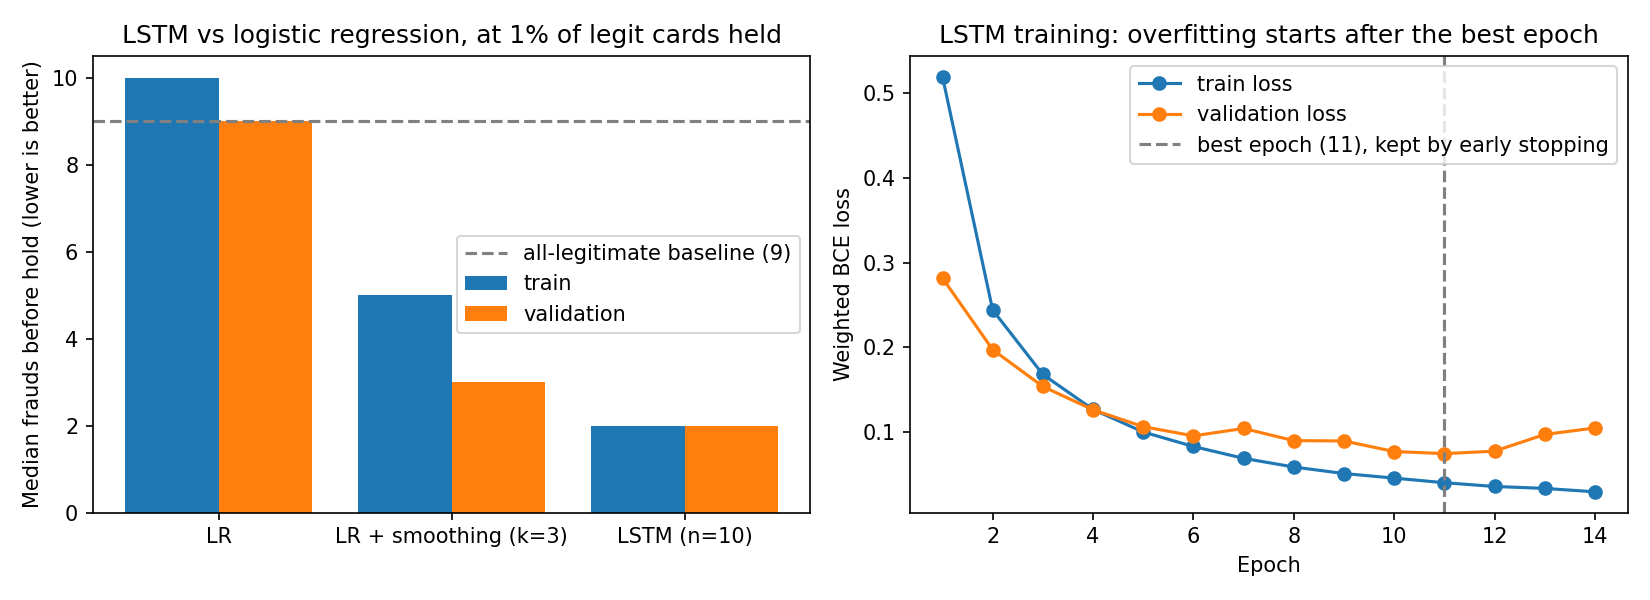 LSTM vs logistic regression, at 1% of legit cards held
Median frauds before hold (lower is better)
10
8
6
4
2
0
all-legitimate baseline (9)
train
validation
LR
LR + smoothing (k=3)
LSTM (n=10)
LSTM training: overfitting starts after the best epoch
Weighted BCE loss
0.5
0.4
0.3
0.2
0.1
train loss
validation loss
best epoch (11), kept by early stopping
2
4
6
8
10
12
14
Epoch